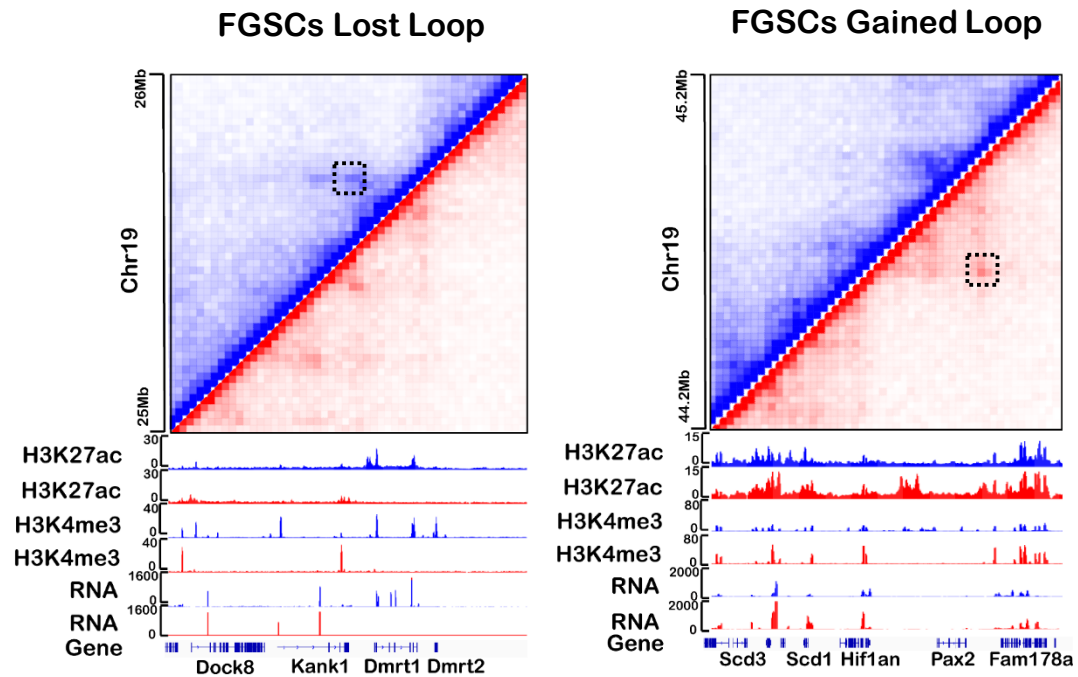 FGSCs Lost Loop
FGSCs Gained Loop
Chr19
26Mb
25Mb
Chr19
45.2Mb
44.2Mb
H3K27ac 30 0
H3K27ac 30 0
H3K4me3 40 0
H3K4me3 40 0
RNA 1600 0
RNA 1600 0
Gene
Dock8 Kank1 Dmrt1 Dmrt2
H3K27ac 15 0
H3K27ac 15 0
H3K4me3 80 0
H3K4me3 80 0
RNA 2000 0
RNA 2000 0
Gene
Scd3 Scd1 Hif1an Pax2 Fam178a